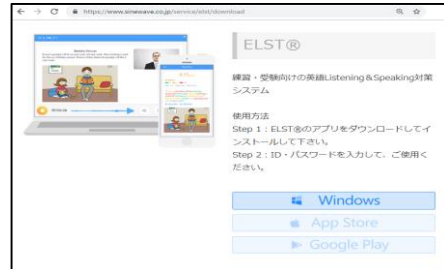 https://www.sinewave.co.jp/service/elst/download
ELST®
練習・受験向けの英語Listening&Speaking対策
システム
使用方法
Step 1：ELST®のアプリをダウンロードしてイ
ンストールして下さい。
Step 2：ID・パスワードを入力して、ご使用く
ださい。
Windows
App Store
Google Play